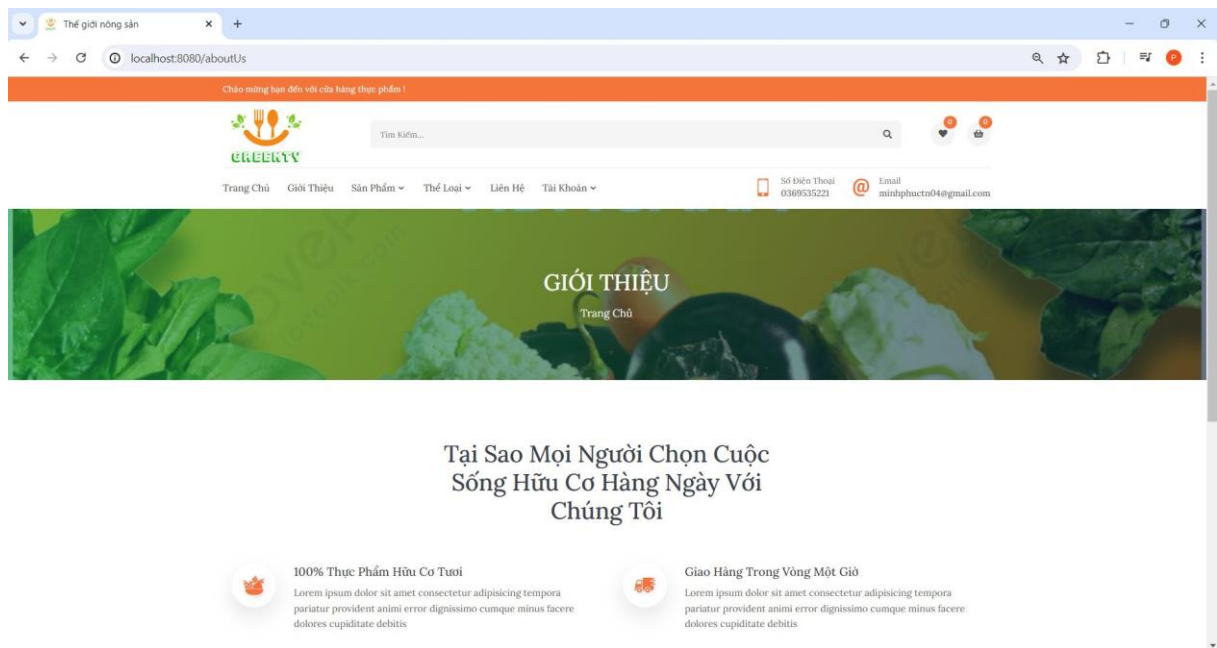 Thế giới nông sản
localhost:8080/aboutUs
P
Chào mừng bạn đến với cửa hàng thực phẩm !
GREENTY
Tìm Kiếm...
0
0
Trang Chủ Giới Thiệu Sản Phẩm Thể Loại Liên Hệ Tài Khoản
Số Điện Thoại
0369535221
Email
minhphuctn04@gmail.com
GIỚI THIỆU
Trang Chủ
Tại Sao Mọi Người Chọn Cuộc
Sống Hữu Cơ Hàng Ngày Với
Chúng Tôi
100% Thực Phẩm Hữu Cơ Tươi
Lorem ipsum dolor sit amet consectetur adipisicing tempora
pariatur provident animi error dignissimo cumque minus facere
dolores cupiditate debitis
Giao Hàng Trong Vòng Một Giờ
Lorem ipsum dolor sit amet consectetur adipisicing tempora
pariatur provident animi error dignissimo cumque minus facere
dolores cupiditate debitis